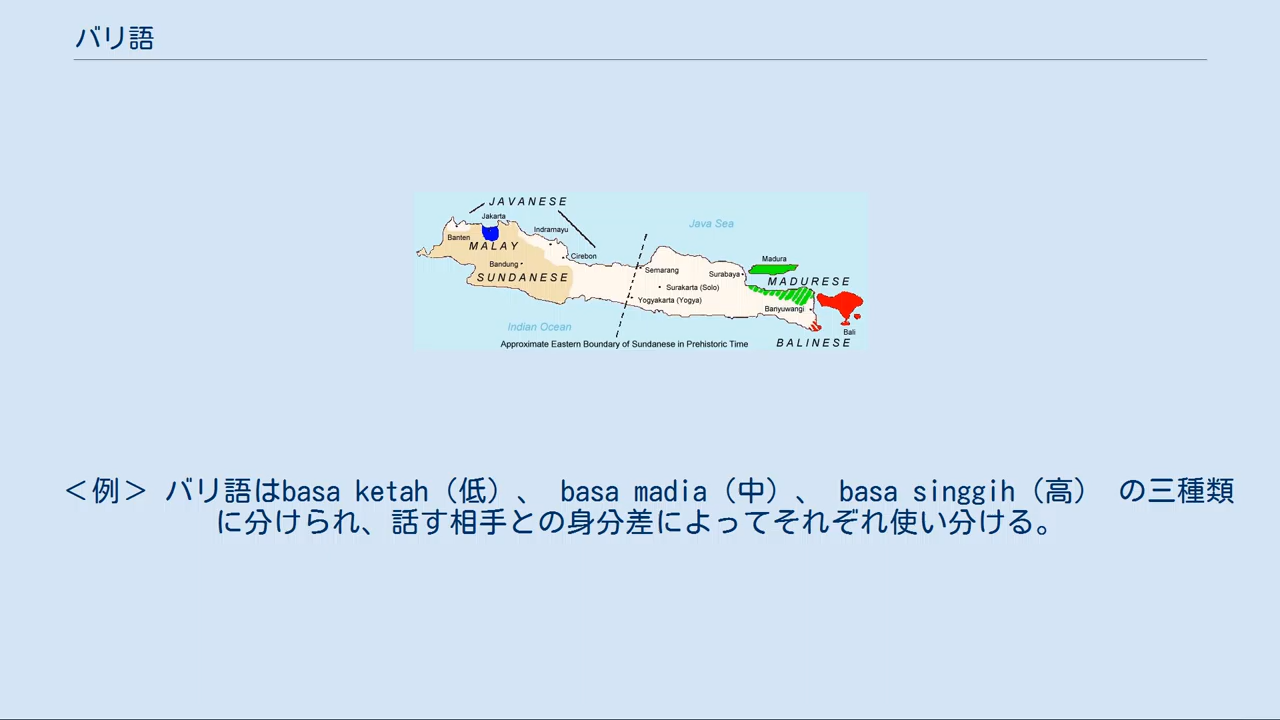 バリ語
JAVANESE
Jakarta
Java Sea
Banten
Indramayu
MALAY
Cirebon
Bandung
Madura
SUNDANESE
Semarang
Surabaya
MADURESE
Surakarta (Solo)
Yogyakarta (Yogya)
Banyuwangi
Indian Ocean
Bali
Approximate Eastern Boundary of Sundanese in Prehistoric Time
BALINESE
＜例＞ バリ語はbasa ketah（低）、 basa madia（中）、 basa singgih（高） の三種類
に分けられ、話す相手との身分差によってそれぞれ使い分ける。